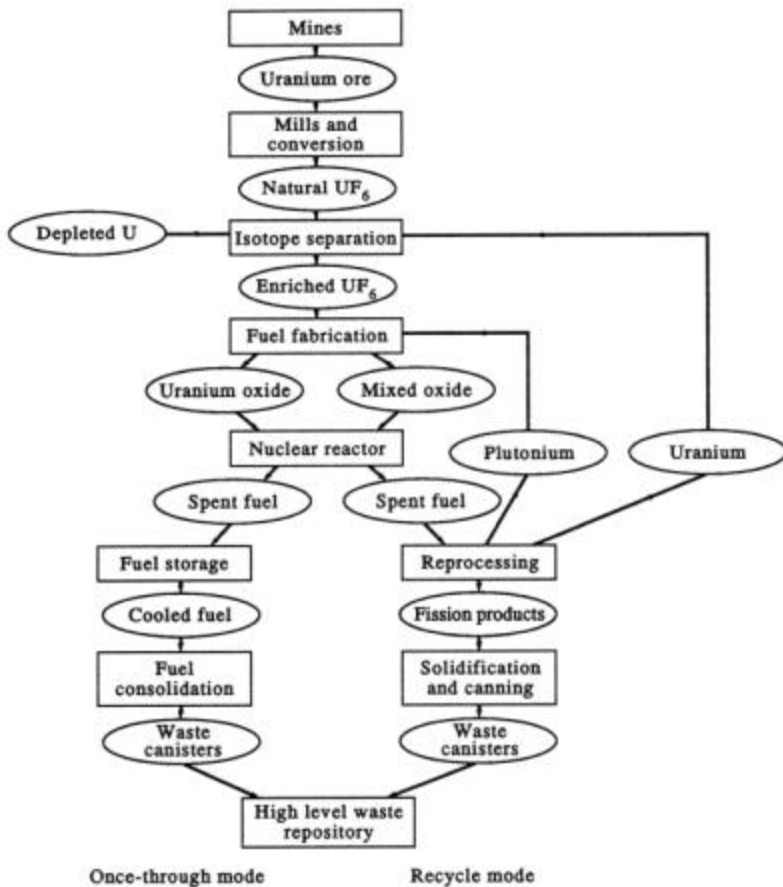 Mines
Uranium ore
Mills and
conversion
Natural UF₆
Depleted U
Isotope separation
Enriched UF₆
Fuel fabrication
Uranium oxide
Mixed oxide
Nuclear reactor
Plutonium
Uranium
Spent fuel
Spent fuel
Fuel storage
Reprocessing
Cooled fuel
Fission products
Fuel
consolidation
Solidification
and canning
Waste
canisters
Waste
canisters
High level waste
repository
Once-through mode
Recycle mode